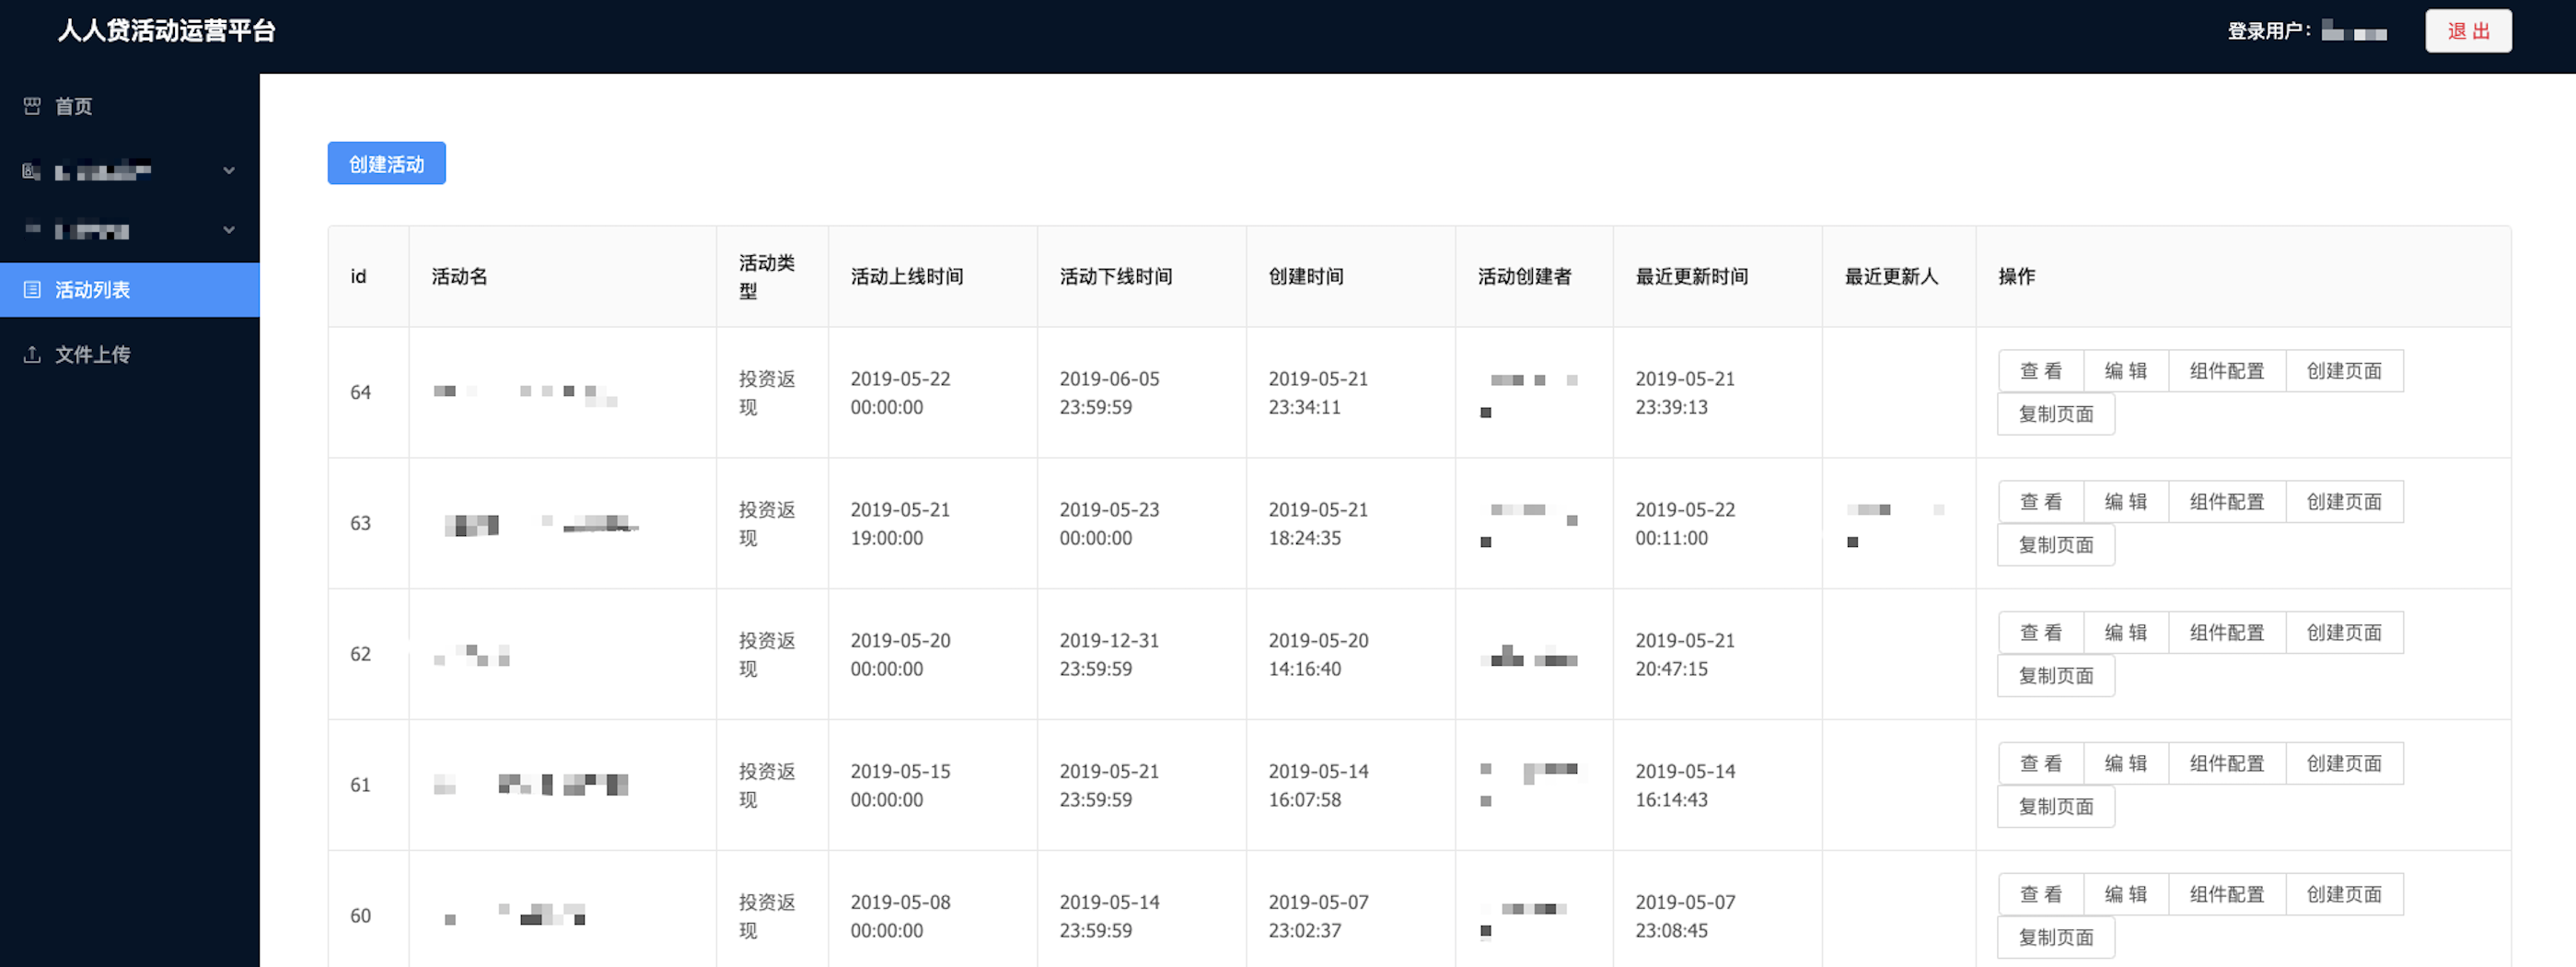 人人贷活动运营平台
登录用户：
退 出
首页
活动列表
文件上传
创建活动
id 活动名 活动类型 活动上线时间 活动下线时间 创建时间 活动创建者 最近更新时间 最近更新人 操作
64 投资返现 2019-05-22 00:00:00 2019-06-05 23:59:59 2019-05-21 23:34:11 2019-05-21 23:39:13 查 看 编 辑 组件配置 创建页面 复制页面
63 投资返现 2019-05-21 19:00:00 2019-05-23 00:00:00 2019-05-21 18:24:35 2019-05-22 00:11:00 查 看 编 辑 组件配置 创建页面 复制页面
62 投资返现 2019-05-20 00:00:00 2019-12-31 23:59:59 2019-05-20 14:16:40 2019-05-21 20:47:15 查 看 编 辑 组件配置 创建页面 复制页面
61 投资返现 2019-05-15 00:00:00 2019-05-21 23:59:59 2019-05-14 16:07:58 2019-05-14 16:14:43 查 看 编 辑 组件配置 创建页面 复制页面
60 投资返现 2019-05-08 00:00:00 2019-05-14 23:59:59 2019-05-07 23:02:37 2019-05-07 23:08:45 查 看 编 辑 组件配置 创建页面 复制页面